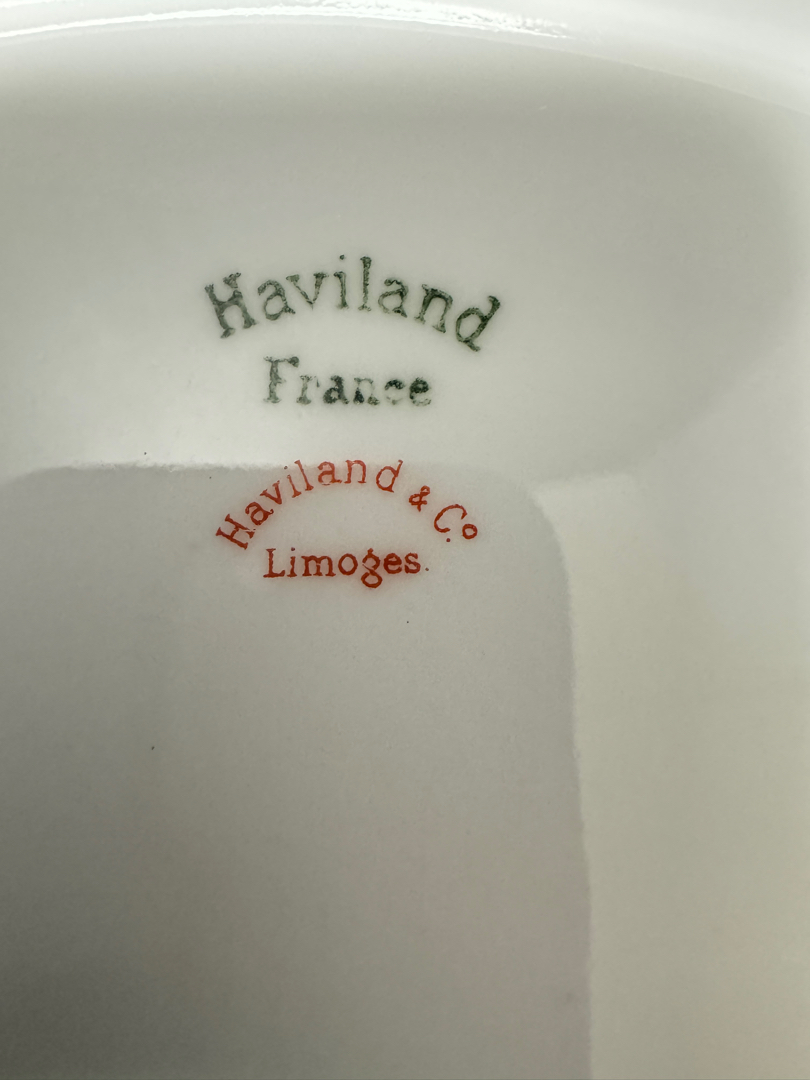 Haviland
France
Haviland & Co.
Limoges.